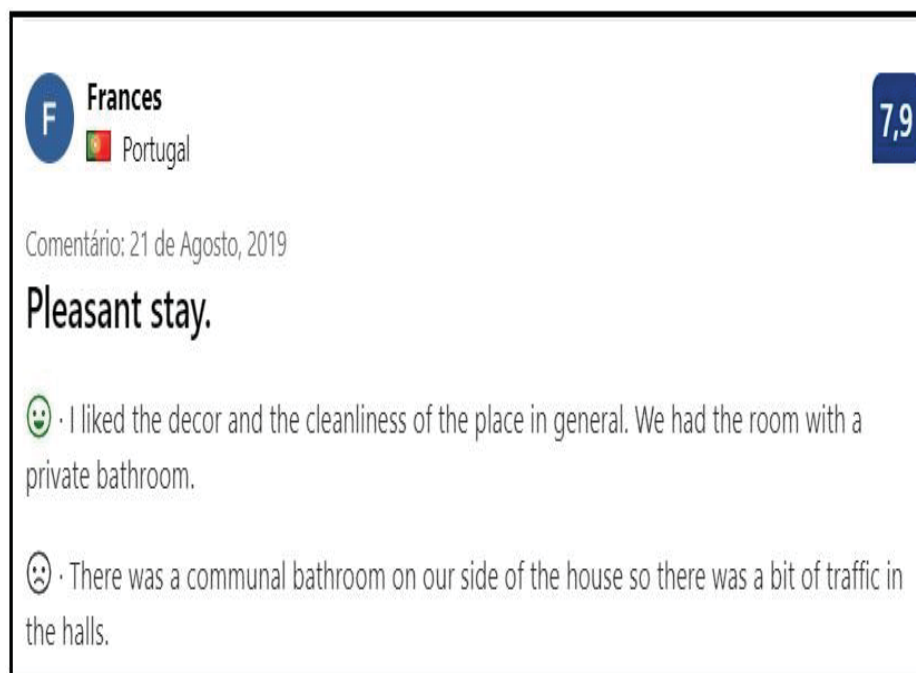 F
Frances
Portugal
7,9
Comentário: 21 de Agosto, 2019
Pleasant stay.
· I liked the decor and the cleanliness of the place in general. We had the room with a
private bathroom.
· There was a communal bathroom on our side of the house so there was a bit of traffic in
the halls.